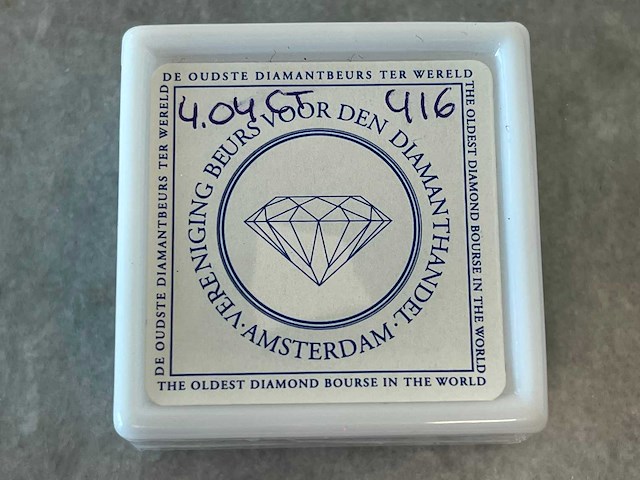 DE OUDSTE DIAMANTBEURS TER WERELD
4.04 CT 416
VERENIGING BEURS VOOR DEN DIAMANTHANDEL
· AMSTERDAM ·
DE OUDSTE DIAMANTBEURS TER WERELD
THE OLDEST DIAMOND BOURSE IN THE WORLD
THE OLDEST DIAMOND BOURSE IN THE WORLD